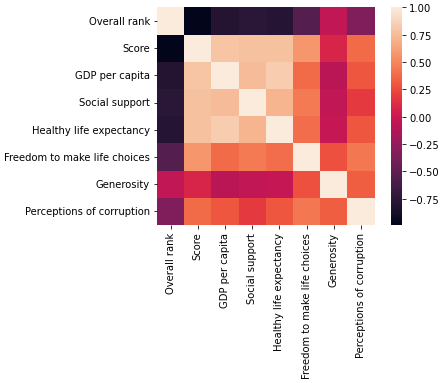 Overall rank
Score
GDP per capita
Social support
Healthy life expectancy
Freedom to make life choices
Generosity
Perceptions of corruption
Overall rank
Score
GDP per capita
Social support
Healthy life expectancy
Freedom to make life choices
Generosity
Perceptions of corruption
1.00
0.75
0.50
0.25
0.00
−0.25
−0.50
−0.75